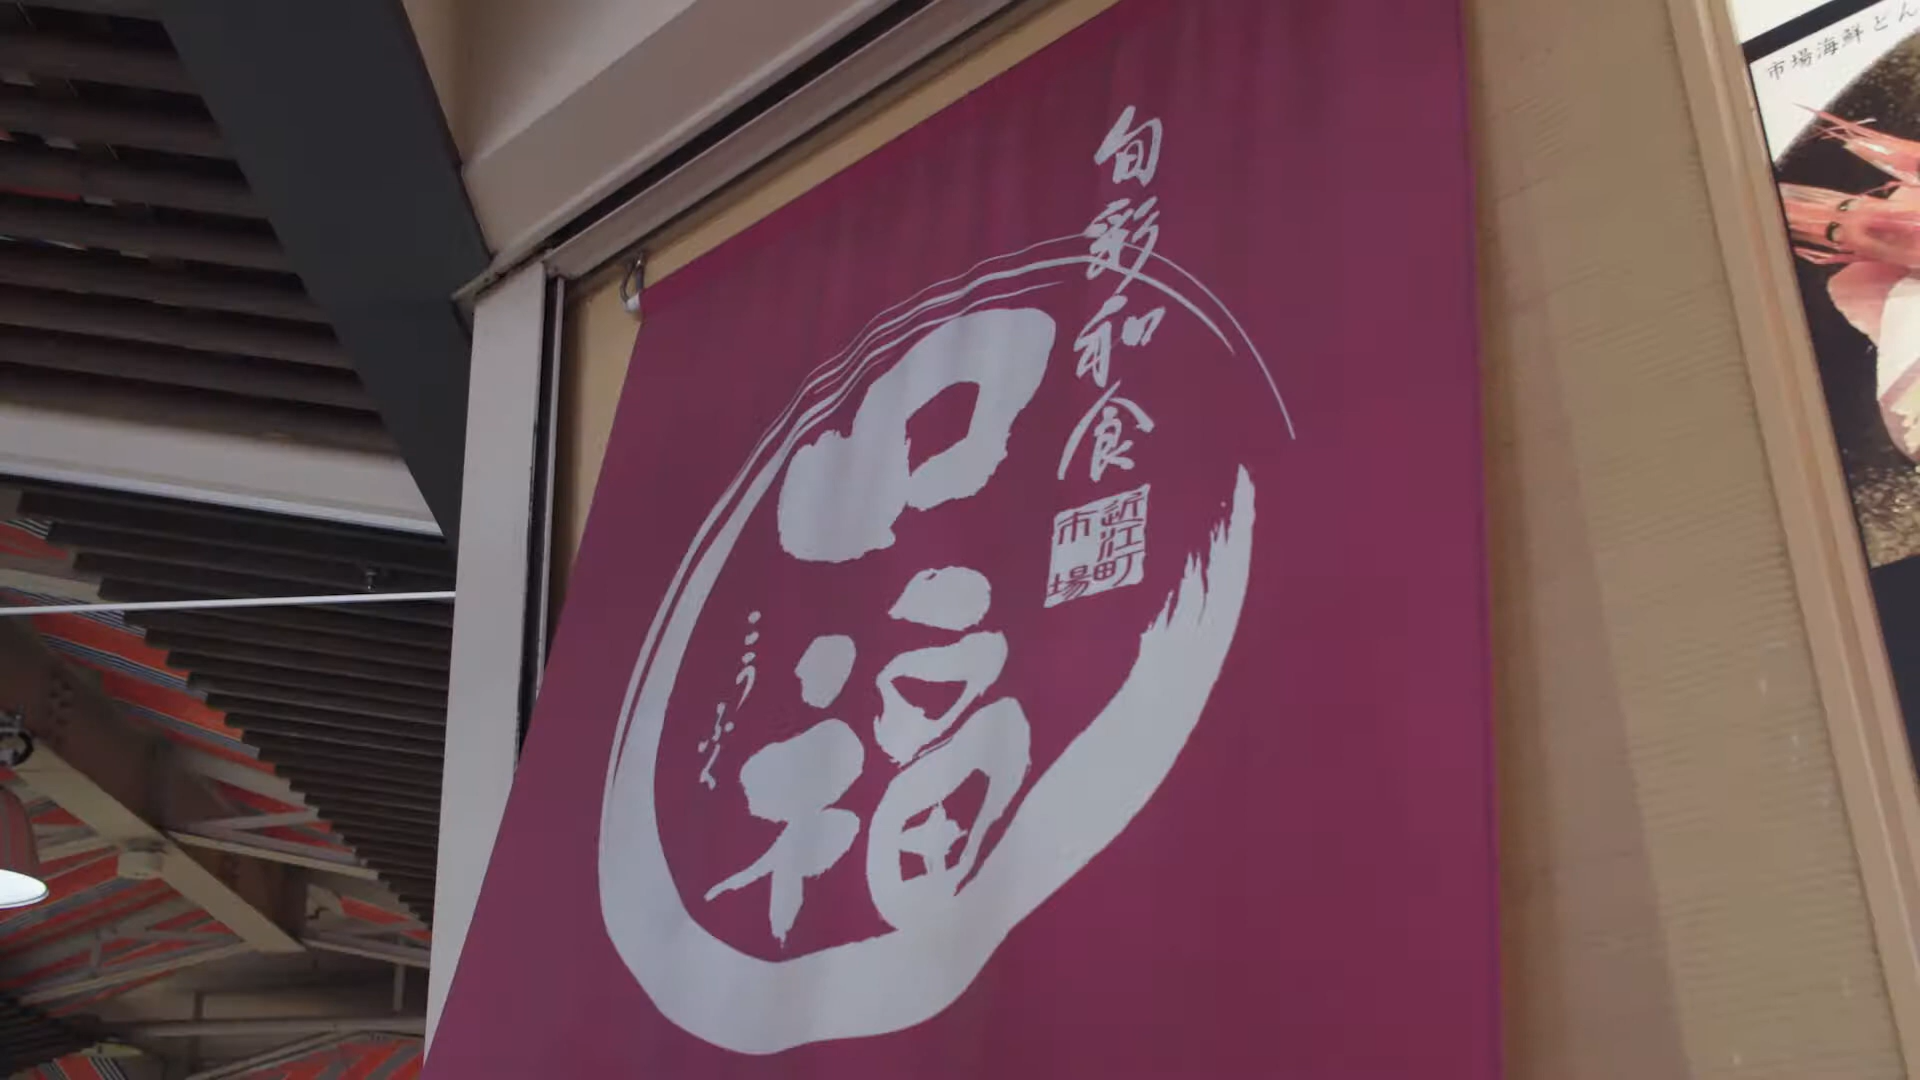 旬彩和食
近江町
市場
口福
こうふく
市場海鮮どん